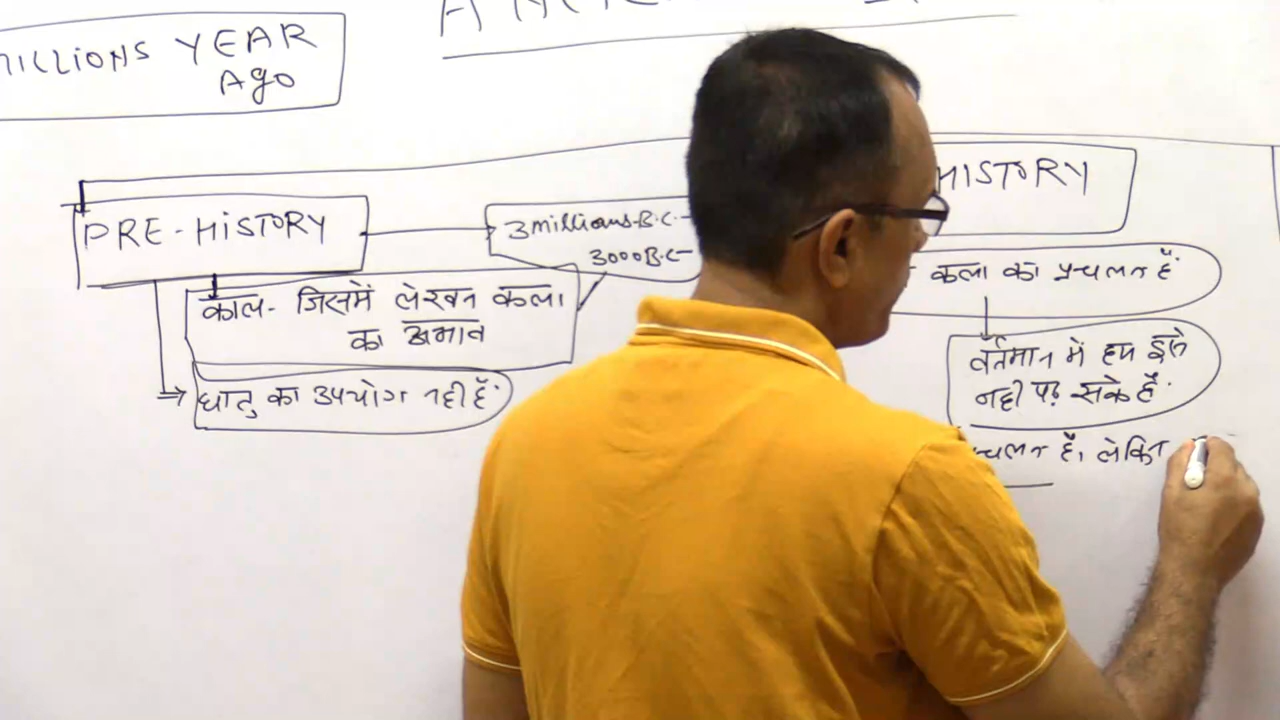 MILLIONS YEAR
Ago
PRE-HISTORY
3 millions B.C-
3000B.C-
HISTORY
काल- जिसमें लेखन कला
का अभाव
धातु का उपयोग नही है.
कला का प्रचलन है.
वर्तमान में हम इसे
नही पढ़ सके है.
प्रचलन है, लेकिन